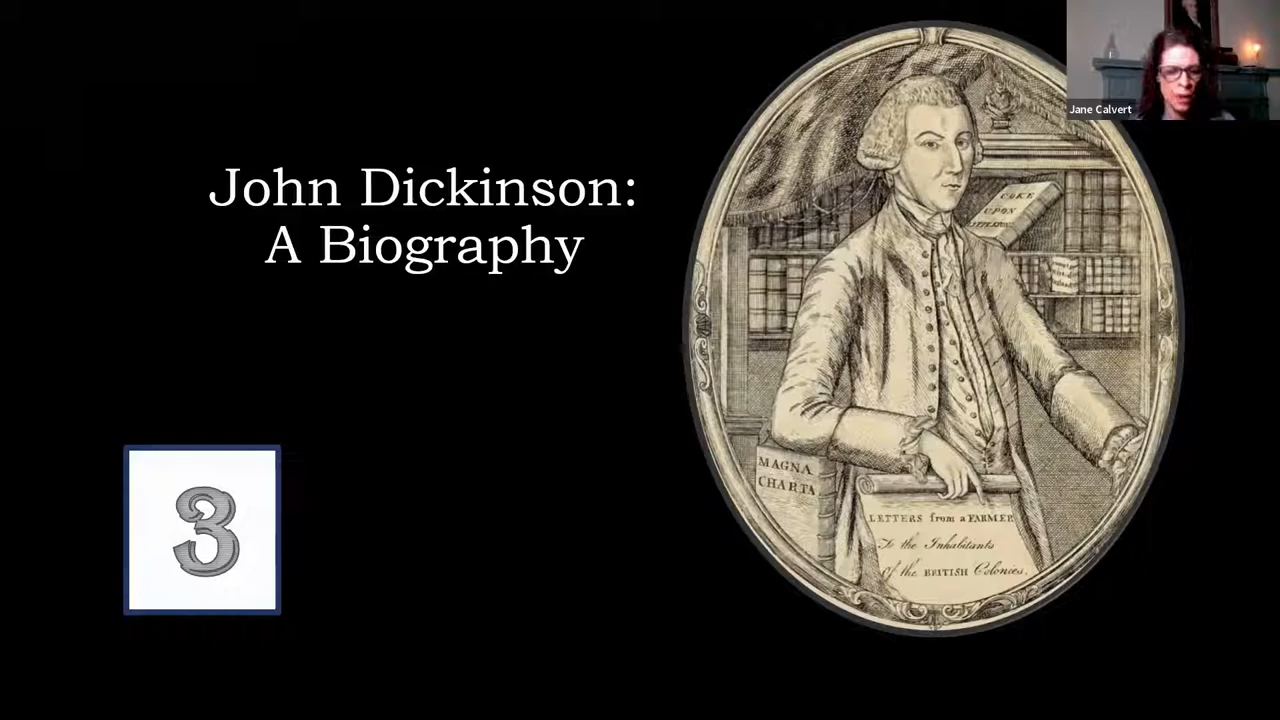 John Dickinson:
A Biography
Jane Calvert
COKE
UPON
MAGNA
CHARTA
LETTERS from a FARMER
To the Inhabitants
Of the BRITISH Colonies.
3